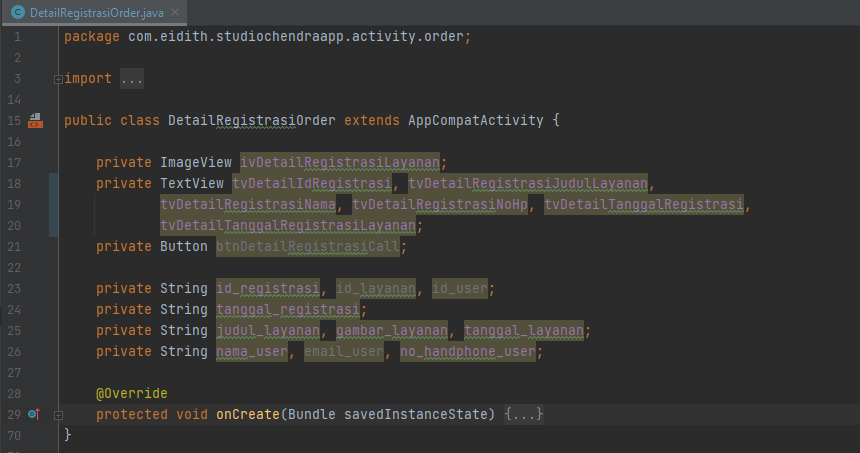 DetailRegistrasiOrder.java
1 package com.eidith.studiochendraapp.activity.order;
2
3 import ...
14
15 public class DetailRegistrasiOrder extends AppCompatActivity {
16
17 private ImageView ivDetailRegistrasiLayanan;
18 private TextView tvDetailIdRegistrasi, tvDetailRegistrasiJudulLayanan,
19 tvDetailRegistrasiNama, tvDetailRegistrasiNoHp, tvDetailTanggalRegistrasi,
20 tvDetailTanggalRegistrasiLayanan;
21 private Button btnDetailRegistrasiCall;
22
23 private String id_registrasi, id_layanan, id_user;
24 private String tanggal_registrasi;
25 private String judul_layanan, gambar_layanan, tanggal_layanan;
26 private String nama_user, email_user, no_handphone_user;
27
28 @Override
29 protected void onCreate(Bundle savedInstanceState) {...}
70 }